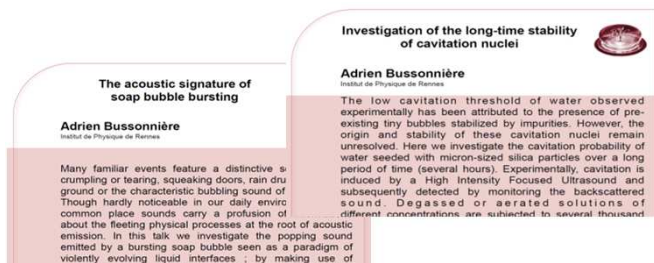 The acoustic signature of
soap bubble bursting
Adrien Bussonnière
Institut de Physique de Rennes
Many familiar events feature a distinctive
crumpling or tearing, squeaking doors, rain
ground or the characteristic bubbling sound of
Though hardly noticeable in our daily
common place sounds carry a profusion of
about the fleeting physical processes at the root of acoustic
emission. In this talk we investigate the popping sound
emitted by a bursting soap bubble seen as a paradigm of
violently evolving liquid interfaces ; by making use of
Investigation of the long-time stability
of cavitation nuclei
Adrien Bussonnière
Institut de Physique de Rennes
The low cavitation threshold of water observed
experimentally has been attributed to the presence of pre-
existing tiny bubbles stabilized by impurities. However, the
origin and stability of these cavitation nuclei remain
unresolved. Here we investigate the cavitation probability of
water seeded with micron-sized silica particles over a long
period of time (several hours). Experimentally, cavitation is
induced by a High Intensity Focused Ultrasound and
subsequently detected by monitoring the backscattered
sound. Degassed or aerated solutions of
different concentrations are subjected to several thousand